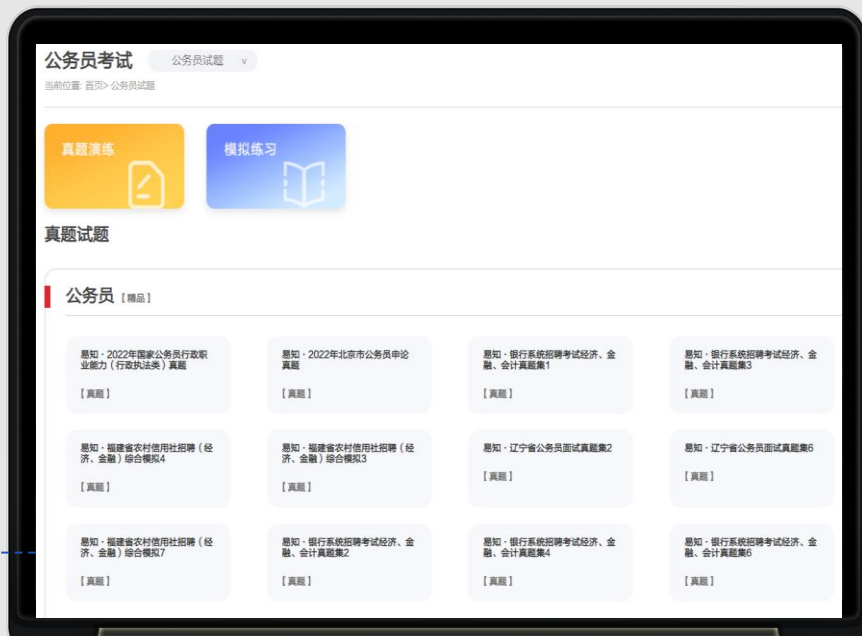 公务员考试
公务员试题 ∨
当前位置: 首页> 公务员试题
真题演练
模拟练习
真题试题
公务员【精品】
易知 · 2022年国家公务员行政职
业能力（行政执法类）真题
【真题】
易知 · 2022年北京市公务员申论
真题
【真题】
易知 · 银行系统招聘考试经济、金
融、会计真题集1
【真题】
易知 · 银行系统招聘考试经济、金
融、会计真题集3
【真题】
易知 · 福建省农村信用社招聘（经
济、金融）综合模拟4
【真题】
易知 · 福建省农村信用社招聘（经
济、金融）综合模拟3
【真题】
易知 · 辽宁省公务员面试真题集2
【真题】
易知 · 辽宁省公务员面试真题集6
【真题】
易知 · 福建省农村信用社招聘（经
济、金融）综合模拟7
【真题】
易知 · 银行系统招聘考试经济、金
融、会计真题集2
【真题】
易知 · 银行系统招聘考试经济、金
融、会计真题集4
【真题】
易知 · 银行系统招聘考试经济、金
融、会计真题集6
【真题】